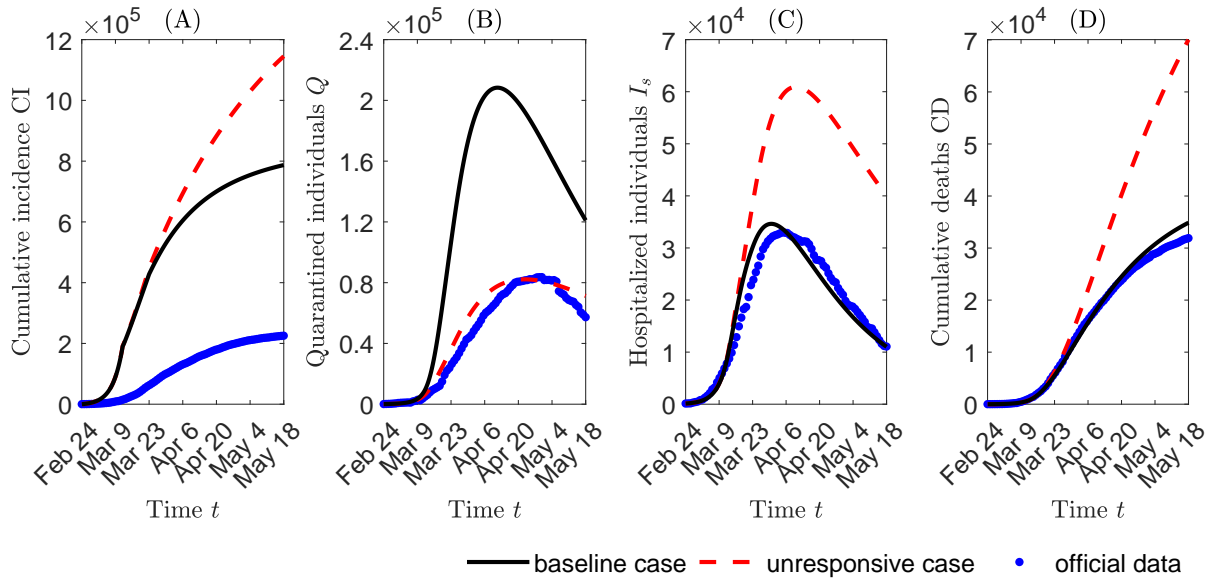 ×10^5 (A)
12
10
8
6
4
2
0
Cumulative incidence CI
Feb 24
Mar 9
Mar 23
Apr 6
Apr 20
May 4
May 18
Time t
×10^5 (B)
2.4
2
1.6
1.2
0.8
0.4
0
Quarantined individuals Q
Feb 24
Mar 9
Mar 23
Apr 6
Apr 20
May 4
May 18
Time t
×10^4 (C)
7
6
5
4
3
2
1
0
Hospitalized individuals I_s
Feb 24
Mar 9
Mar 23
Apr 6
Apr 20
May 4
May 18
Time t
×10^4 (D)
7
6
5
4
3
2
1
0
Cumulative deaths CD
Feb 24
Mar 9
Mar 23
Apr 6
Apr 20
May 4
May 18
Time t
baseline case unresponsive case official data